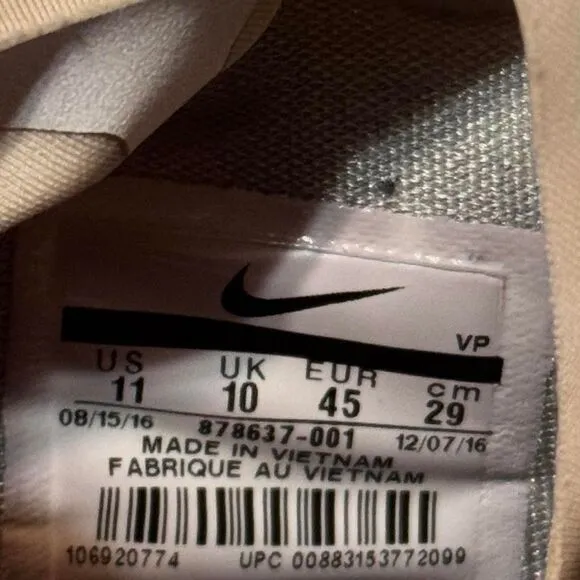 VP
US UK EUR cm
11 10 45 29
08/15/16 878637-001 12/07/16
MADE IN VIETNAM
FABRIQUE AU VIETNAM
106920774 UPC 00883153772099